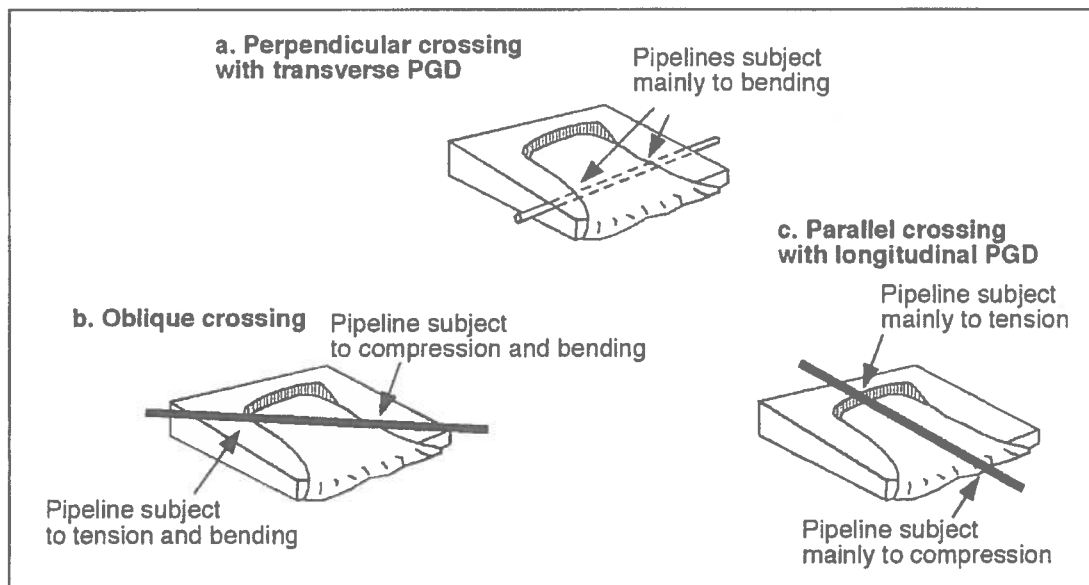 a. Perpendicular crossing
with transverse PGD
Pipelines subject
mainly to bending
c. Parallel crossing
with longitudinal PGD
Pipeline subject
mainly to tension
b. Oblique crossing
Pipeline subject
to compression and bending
Pipeline subject
to tension and bending
Pipeline subject
mainly to compression